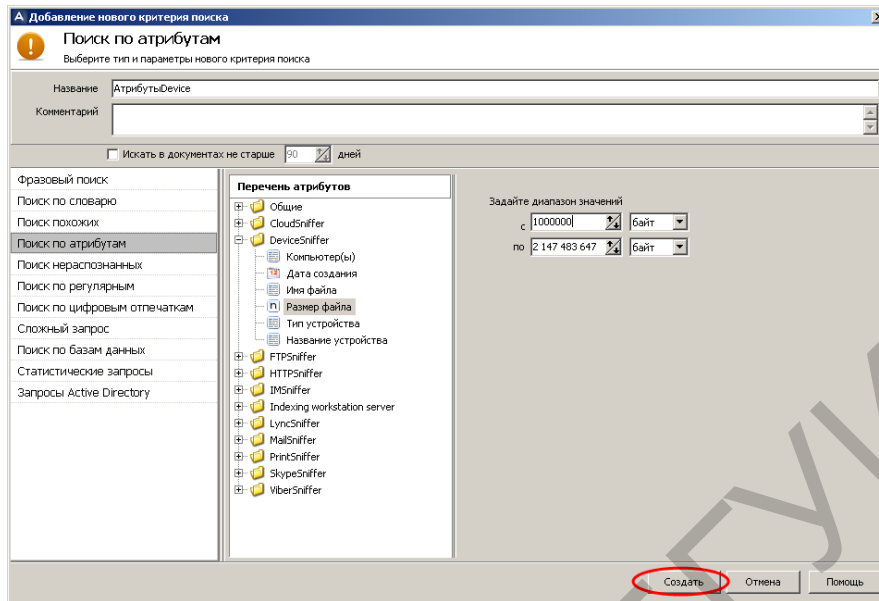 Добавление нового критерия поиска
Поиск по атрибутам
Выберите тип и параметры нового критерия поиска
Название АтрибутыDevice
Комментарий
Искать в документах не старше 90 дней
Фразовый поиск
Поиск по словарю
Поиск похожих
Поиск по атрибутам
Поиск нераспознанных
Поиск по регулярным
Поиск по цифровым отпечаткам
Сложный запрос
Поиск по базам данных
Статистические запросы
Запросы Active Directory
Перечень атрибутов
Общие
CloudSniffer
DeviceSniffer
Компьютер(ы)
Дата создания
Имя файла
Размер файла
Тип устройства
Название устройства
FTPSniffer
HTTPSniffer
IMSniffer
Indexing workstation server
LyncSniffer
MailSniffer
PrintSniffer
SkypeSniffer
ViberSniffer
Задайте диапазон значений
с 1000000 байт
по 2 147 483 647 байт
Создать Отмена Помощь